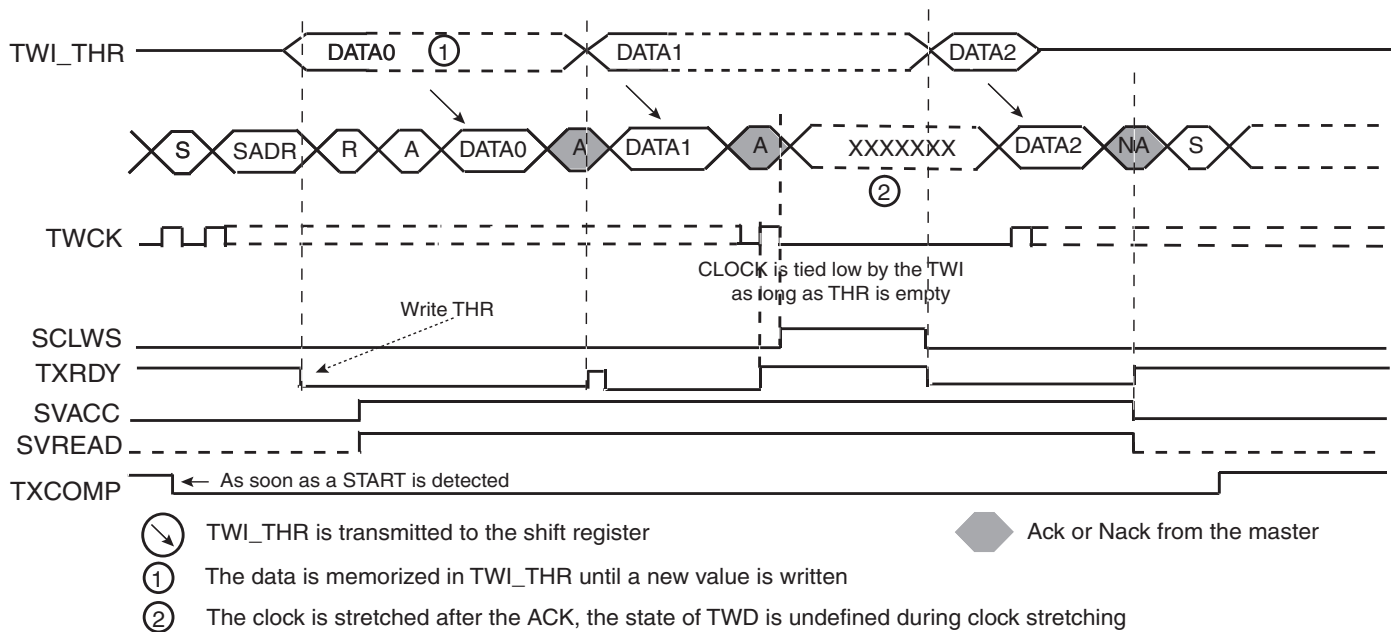 TWI_THR DATA0 1 DATA1 DATA2
S SADR R A DATA0 A DATA1 A XXXXXXX DATA2 NA S
2
TWCK
CLOCK is tied low by the TWI
as long as THR is empty
Write THR
SCLWS
TXRDY
SVACC
SVREAD
TXCOMP As soon as a START is detected
TWI_THR is transmitted to the shift register Ack or Nack from the master
1 The data is memorized in TWI_THR until a new value is written
2 The clock is stretched after the ACK, the state of TWD is undefined during clock stretching